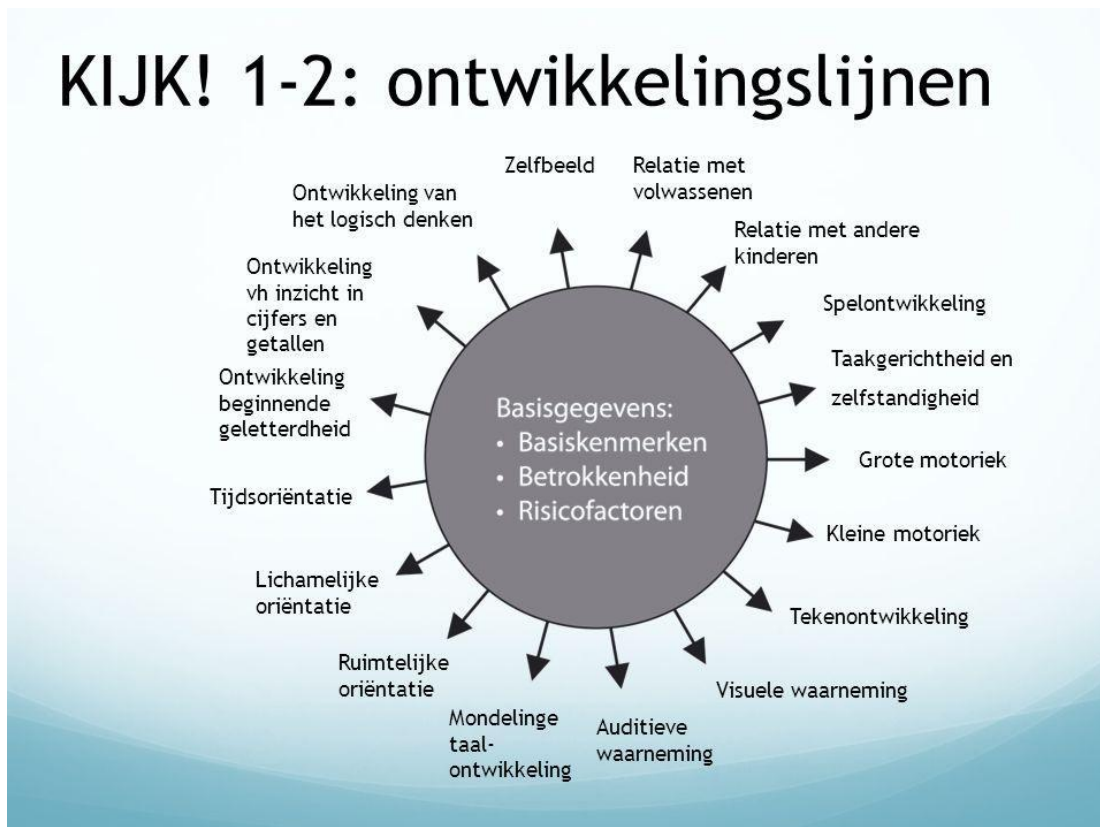 KIJK! 1-2: ontwikkelingslijnen
Zelfbeeld
Relatie met
volwassenen
Relatie met andere
kinderen
Spelontwikkeling
Taakgerichtheid en
zelfstandigheid
Grote motoriek
Kleine motoriek
Tekenontwikkeling
Visuele waarneming
Auditieve
waarneming
Mondelinge
taal-
ontwikkeling
Ruimtelijke
oriëntatie
Lichamelijke
oriëntatie
Tijdsoriëntatie
Ontwikkeling
beginnende
geletterdheid
Ontwikkeling
vh inzicht in
cijfers en
getallen
Ontwikkeling van
het logisch denken
Basisgegevens:
• Basiskenmerken
• Betrokkenheid
• Risicofactoren